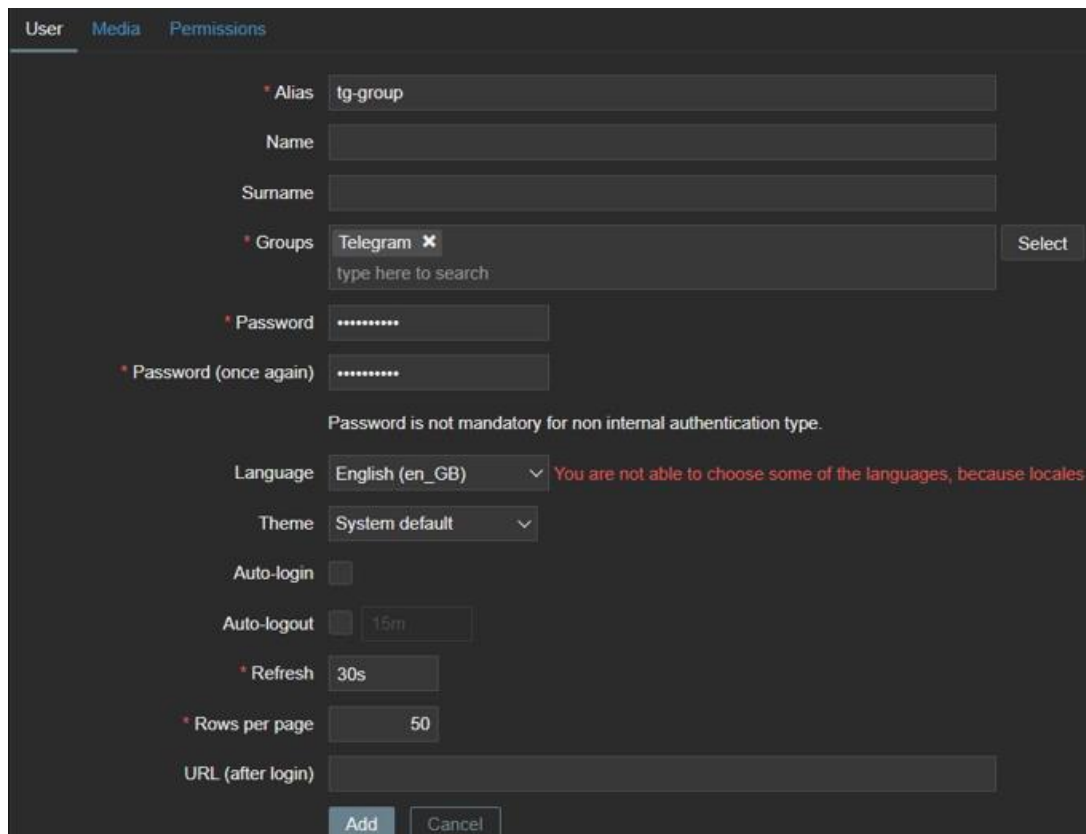 User Media Permissions
* Alias tg-group
Name
Surname
* Groups Telegram ✖ Select
type here to search
* Password ••••••••••
* Password (once again) ••••••••••
Password is not mandatory for non internal authentication type.
Language English (en_GB) You are not able to choose some of the languages, because locales
Theme System default
Auto-login
Auto-logout 15m
* Refresh 30s
* Rows per page 50
URL (after login)
Add Cancel